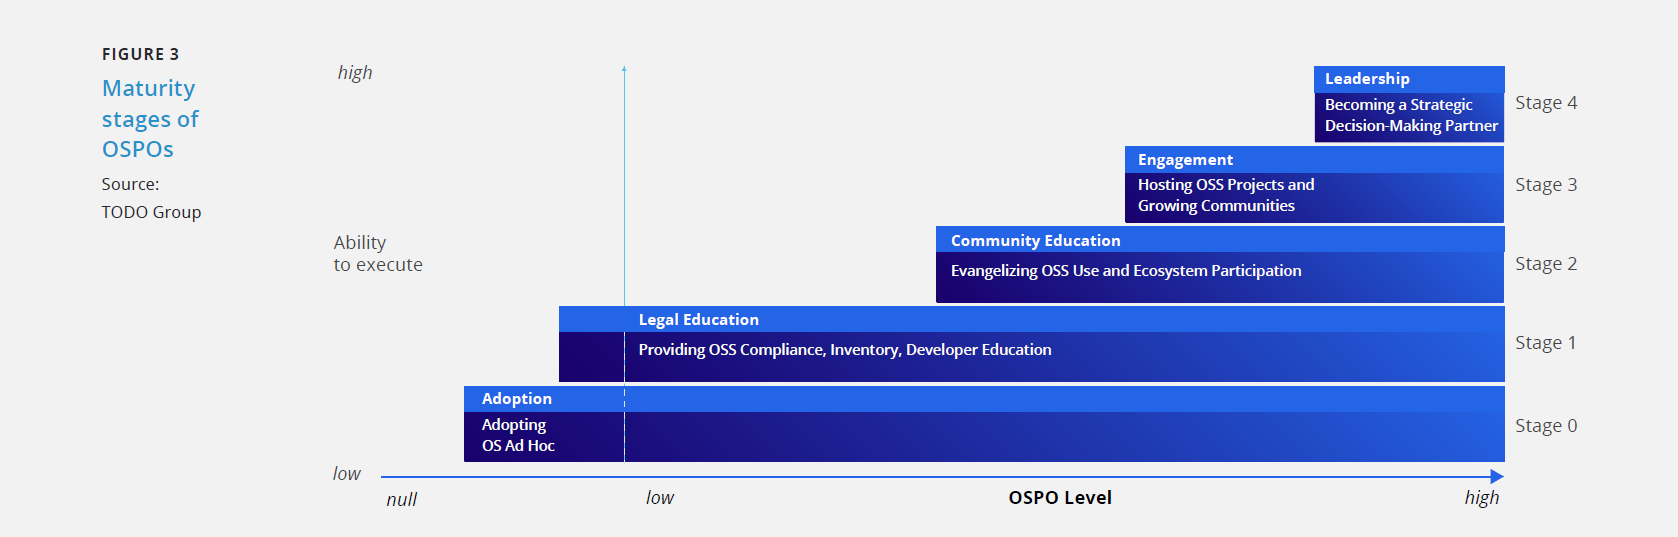 FIGURE 3
Maturity
stages of
OSPOs
Source:
TODO Group
high
Ability
to execute
low
Leadership
Becoming a Strategic
Decision-Making Partner
Stage 4
Engagement
Hosting OSS Projects and
Growing Communities
Stage 3
Community Education
Evangelizing OSS Use and Ecosystem Participation
Stage 2
Legal Education
Providing OSS Compliance, Inventory, Developer Education
Stage 1
Adoption
Adopting
OS Ad Hoc
Stage 0
null
low
OSPO Level
high